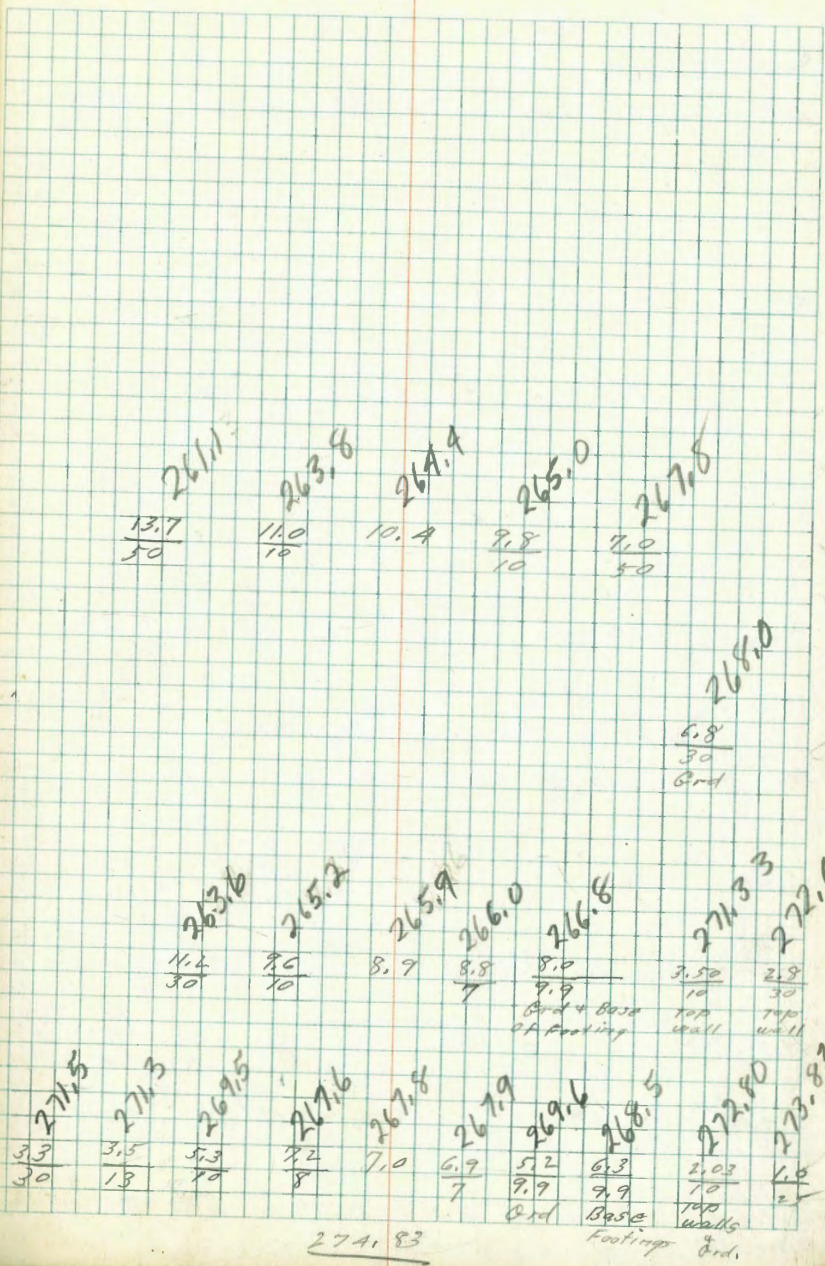 261.1 263.8 264.4 265.0 267.8
13.7 11.0 10.4 9.8 7.0
50 10 10 50
268.0
6.8
30
Grd
263.6 265.2 265.9 266.0 266.8 271.33
11.2 9.6 8.9 8.8 8.0 3.50 2.8
30 10 7 9.9 10 30
Grd & Base Top Top
of Footing wall wall
271.5 271.3 269.5 267.6 267.8 267.9 269.6 268.5 272.80
3.3 3.5 5.3 7.2 7.0 6.9 5.2 6.3 2.03
30 13 10 8 7 9.9 9.9 10 25
Grd Base Top
Footings walls
& Grd.
274.83